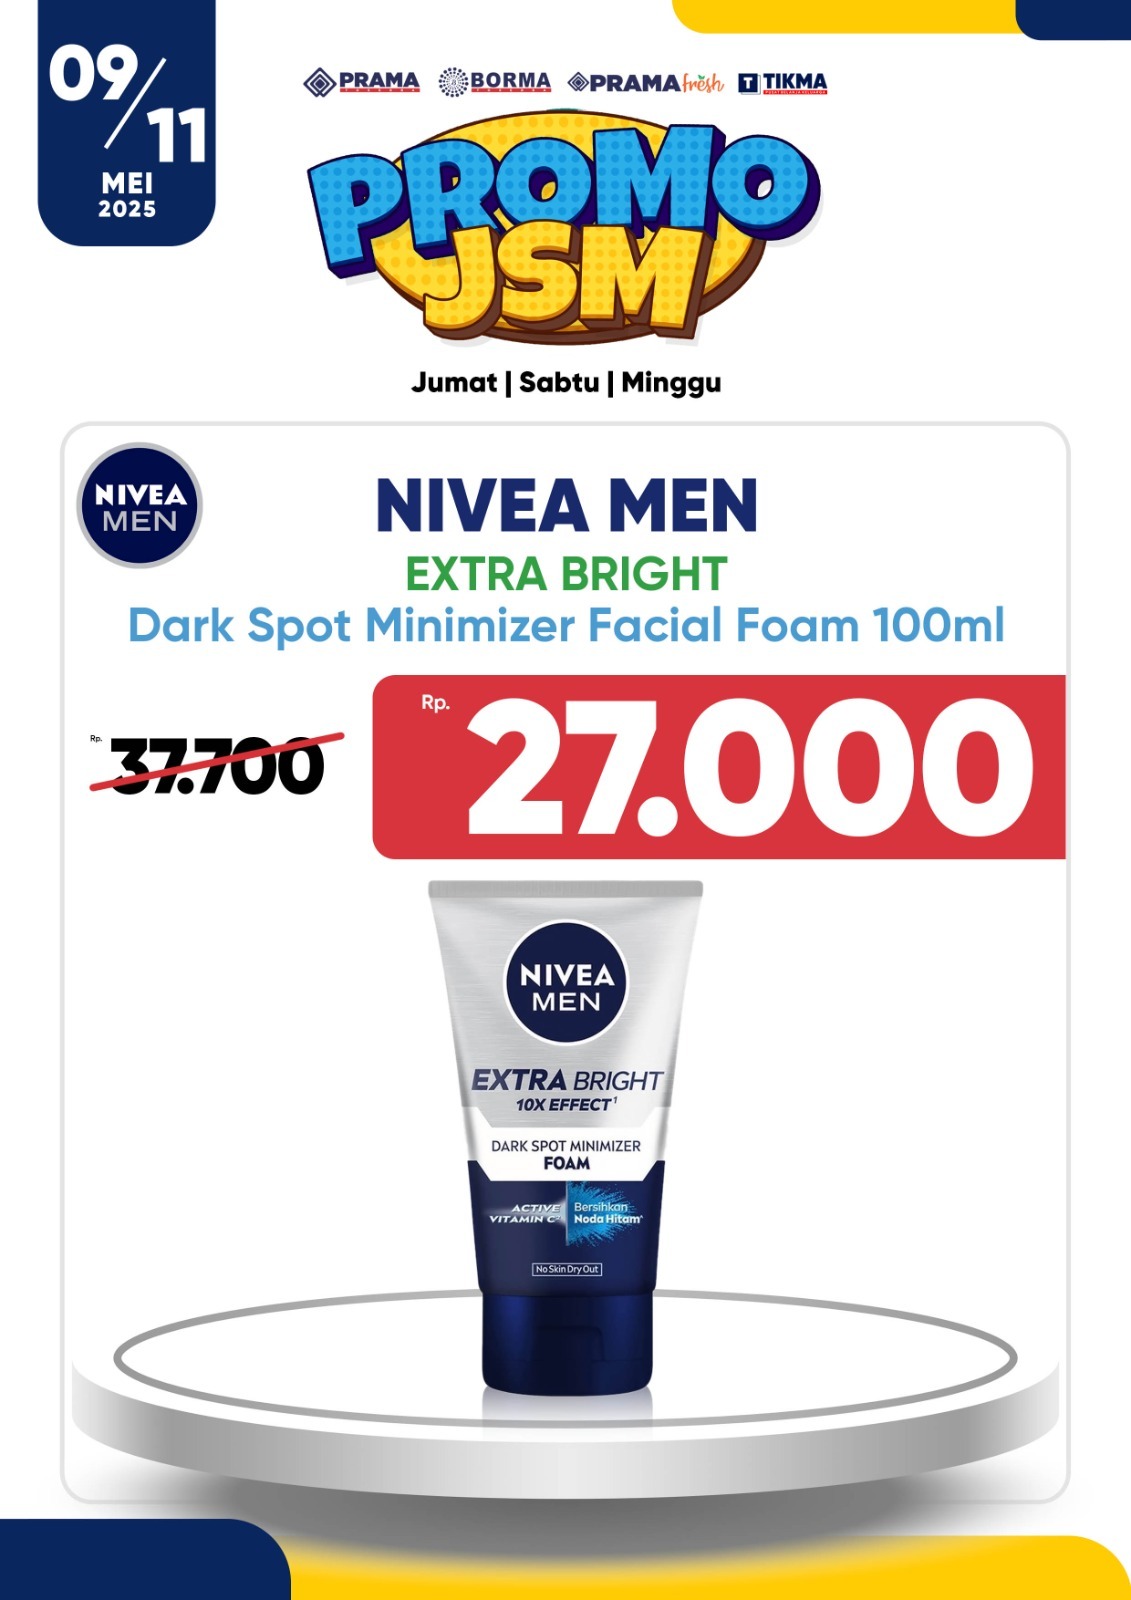 09/11
MEI
2025
PRAMA BORMA PRAMA fresh TIKMA
PROMO
JSM
Jumat | Sabtu | Minggu
NIVEA
MEN
NIVEA MEN
EXTRA BRIGHT
Dark Spot Minimizer Facial Foam 100ml
Rp. 37.700
Rp. 27.000
NIVEA
MEN
EXTRA BRIGHT
10X EFFECT¹
DARK SPOT MINIMIZER
FOAM
ACTIVE
VITAMIN C
Bersihkan
Noda Hitam
No Skin Dry Out